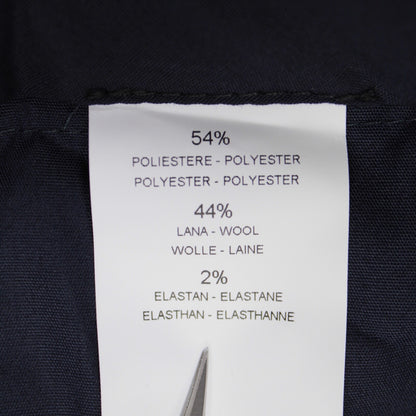 54%
POLIESTERE - POLYESTER
POLYESTER - POLYESTER
44%
LANA - WOOL
WOLLE - LAINE
2%
ELASTAN - ELASTANE
ELASTHAN - ELASTHANNE